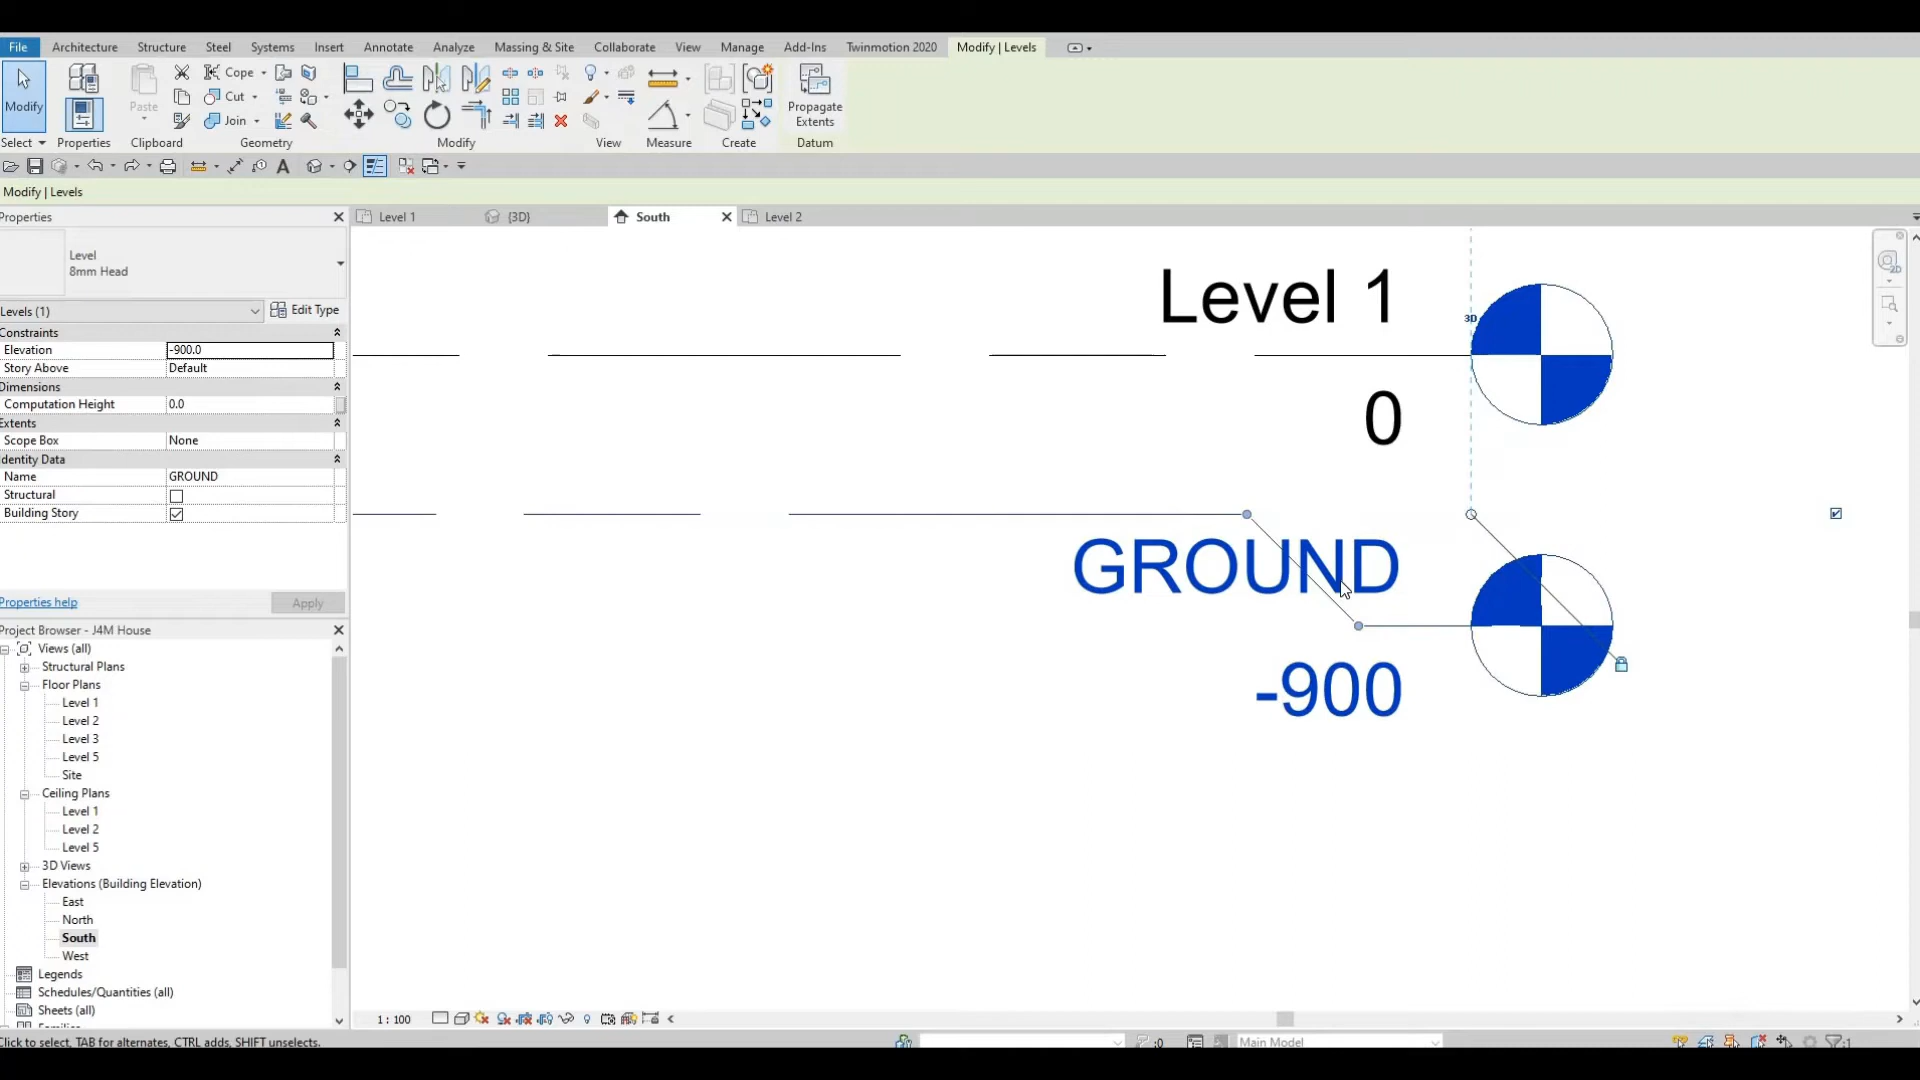 File Architecture Structure Steel Systems Insert Annotate Analyze Massing & Site Collaborate View Manage Add-Ins Twinmotion 2020 Modify | Levels
Modify Paste Cope Cut Join Propagate Extents
Select Properties Clipboard Geometry Modify View Measure Create Datum
Modify | Levels
Properties
Level 1 {3D} South Level 2
Level
8mm Head
Levels (1) Edit Type
Constraints
Elevation -900.0
Story Above Default
Dimensions
Computation Height 0.0
Extents
Scope Box None
Identity Data
Name GROUND
Structural
Building Story
Properties help Apply
Project Browser - J4M House
Views (all)
Structural Plans
Floor Plans
Level 1
Level 2
Level 3
Level 5
Site
Ceiling Plans
Level 1
Level 2
Level 5
3D Views
Elevations (Building Elevation)
East
North
South
West
Legends
Schedules/Quantities (all)
Sheets (all)
Level 1
3D
0
GROUND
-900
2D
1 : 100
Click to select, TAB for alternates, CTRL adds, SHIFT unselects.
:0 Main Model :1